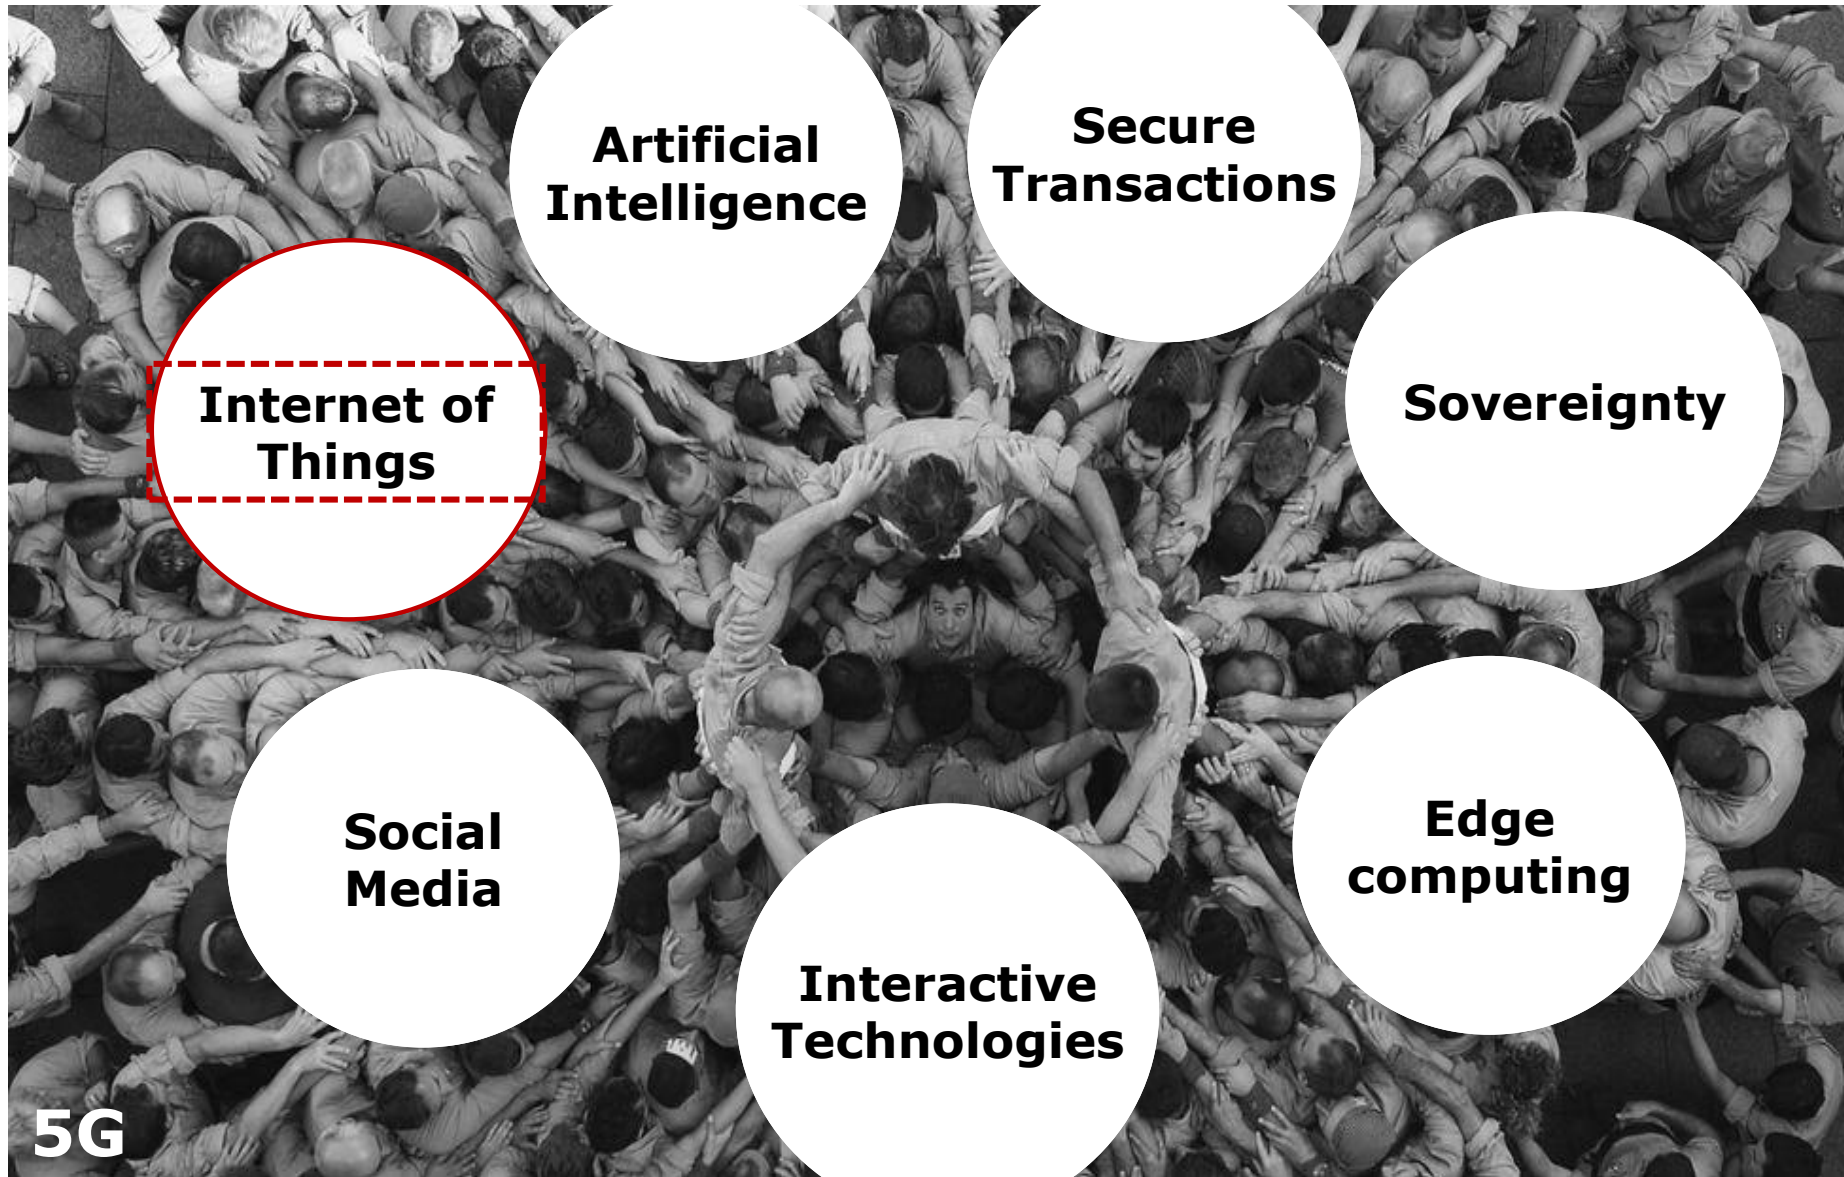 Artificial
Intelligence
Secure
Transactions
Internet of
Things
Sovereignty
Social
Media
Edge
computing
Interactive
Technologies
5G